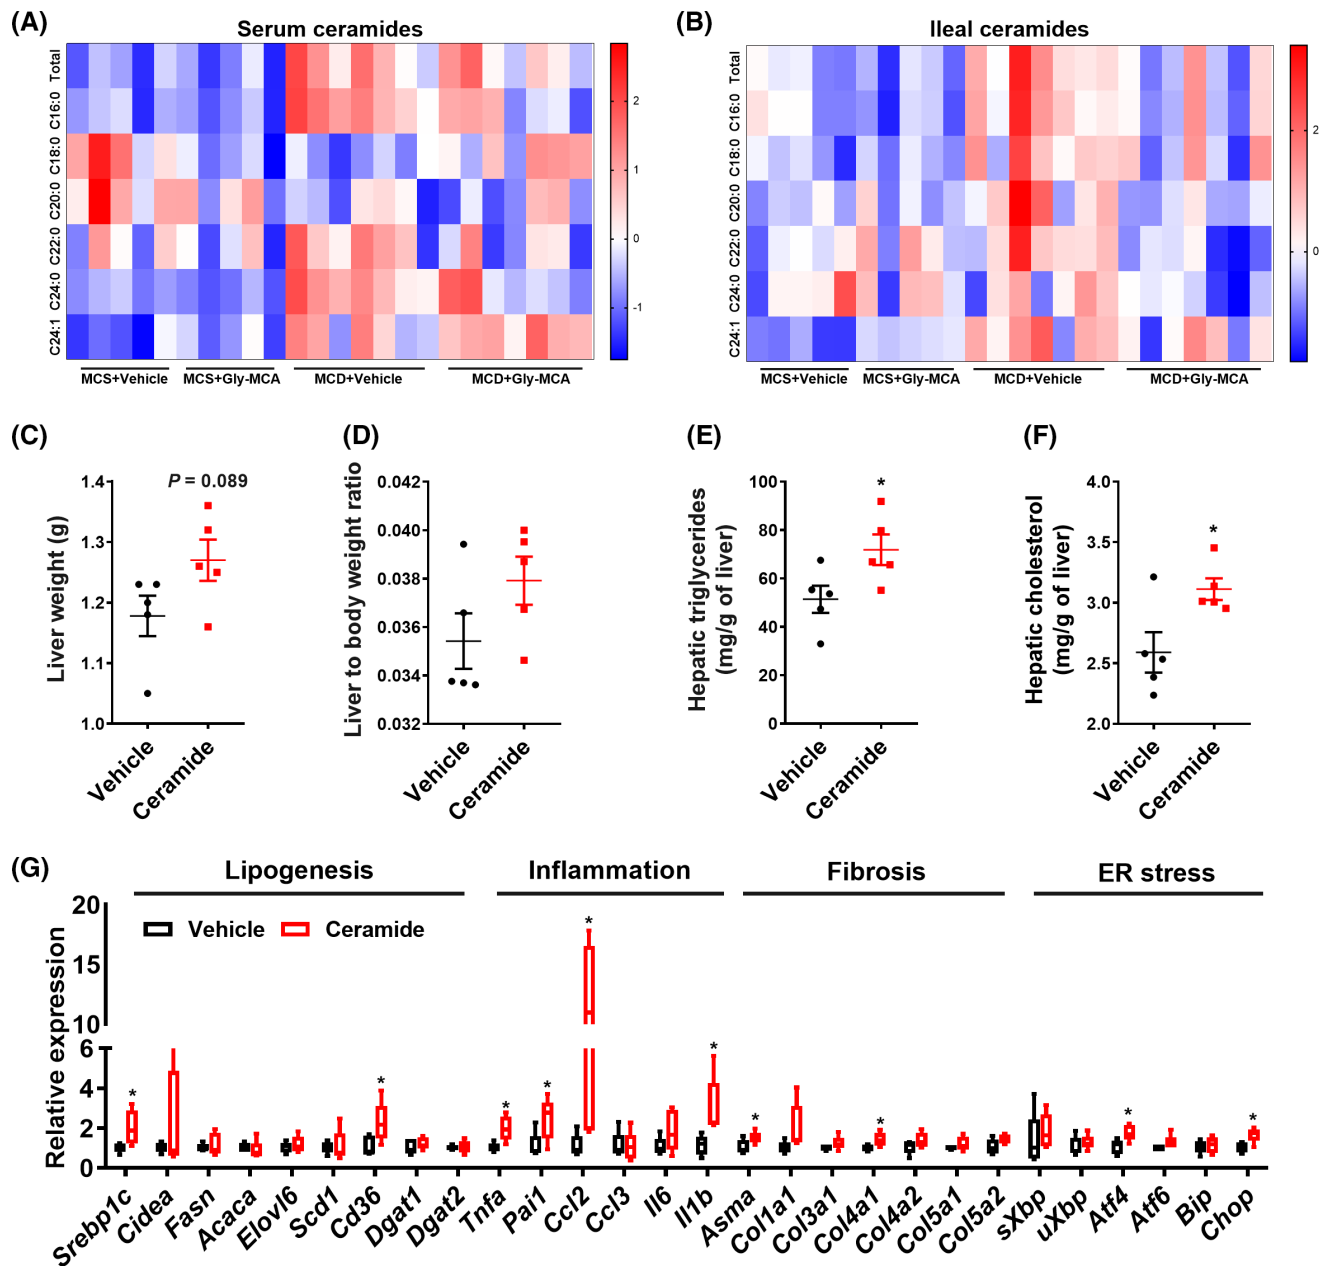 (A)
Serum ceramides
Total
C16:0
C18:0
C20:0
C22:0
C24:0
C24:1
2
1
0
-1
MCS+Vehicle
MCS+Gly-MCA
MCD+Vehicle
MCD+Gly-MCA
(B)
Ileal ceramides
Total
C16:0
C18:0
C20:0
C22:0
C24:0
C24:1
2
0
MCS+Vehicle
MCS+Gly-MCA
MCD+Vehicle
MCD+Gly-MCA
(C)
Liver weight (g)
1.4
1.3
1.2
1.1
1.0
P = 0.089
Vehicle
Ceramide
(D)
Liver to body weight ratio
0.042
0.040
0.038
0.036
0.034
0.032
Vehicle
Ceramide
(E)
Hepatic triglycerides
(mg/g of liver)
100
80
60
40
20
0
*
Vehicle
Ceramide
(F)
Hepatic cholesterol
(mg/g of liver)
4.0
3.5
3.0
2.5
2.0
*
Vehicle
Ceramide
(G)
Lipogenesis
Inflammation
Fibrosis
ER stress
Vehicle
Ceramide
Relative expression
20
15
10
6
4
2
0
* * * * * * * * * *
Srebp1c
Cidea
Fasn
Acaca
Elovl6
Scd1
Cd36
Dgat1
Dgat2
Tnfa
Pai1
Ccl2
Ccl3
Il6
Il1b
Asma
Col1a1
Col3a1
Col4a1
Col4a2
Col5a1
Col5a2
sXbp
uXbp
Atf4
Atf6
Bip
Chop